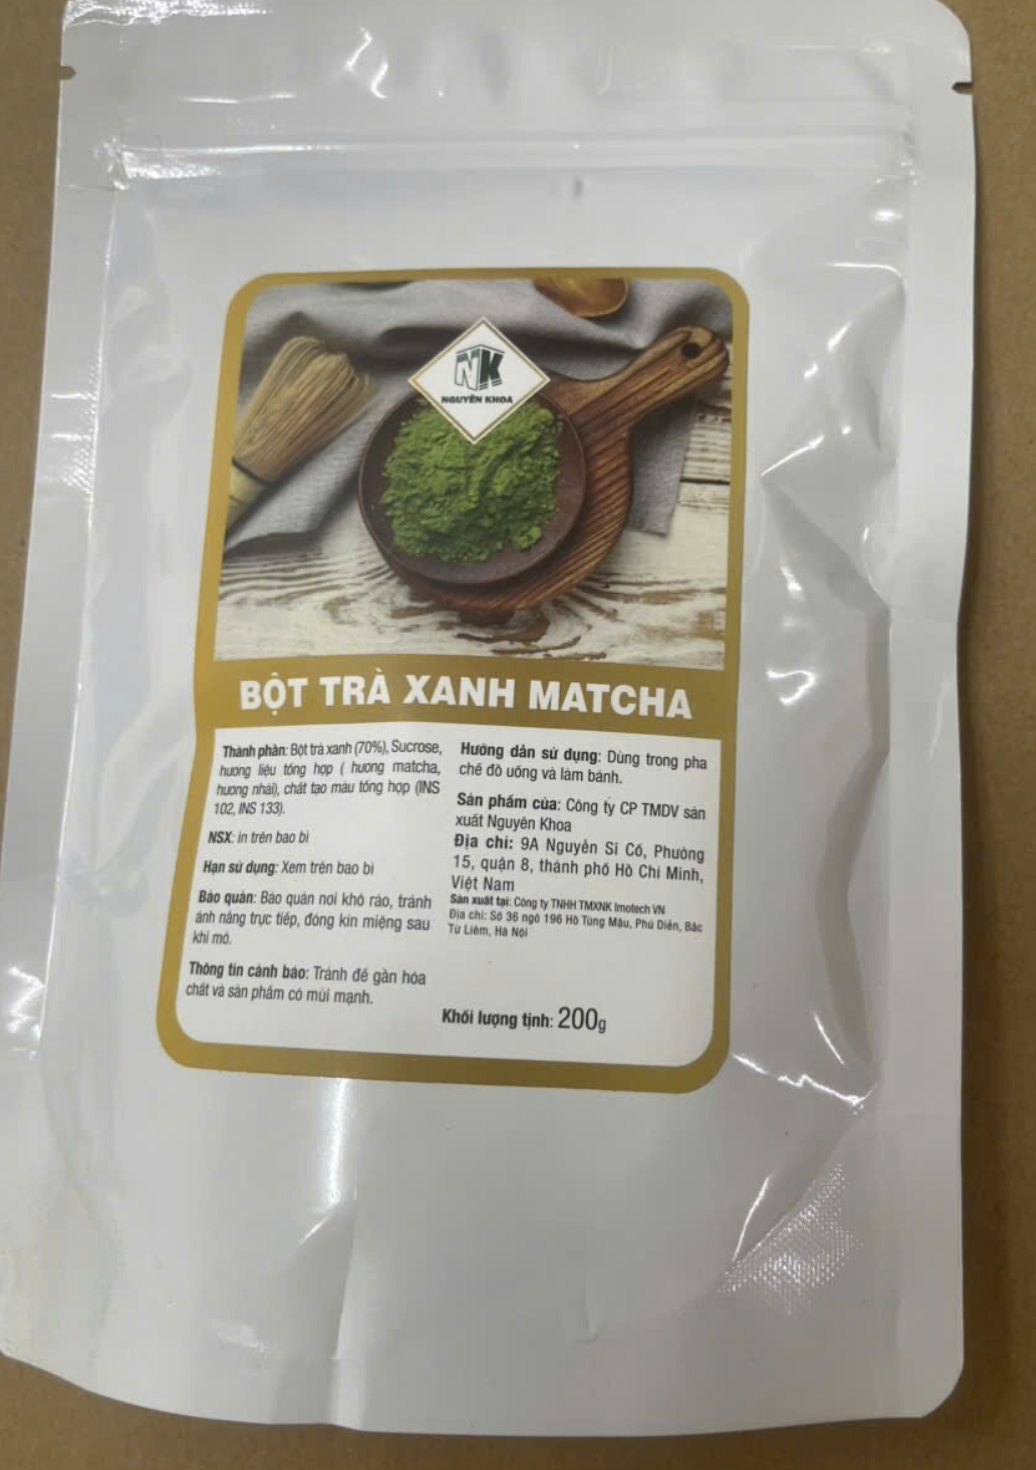 NK
NGUYÊN KHOA
BỘT TRÀ XANH MATCHA
Thành phần: Bột trà xanh (70%), Sucrose,
hương liệu tổng hợp ( hương matcha,
hương nhài), chất tạo màu tổng hợp (INS
102, INS 133).
NSX: in trên bao bì
Hạn sử dụng: Xem trên bao bì
Bảo quản: Bảo quản nơi khô ráo, tránh
ánh nắng trực tiếp, đóng kín miệng sau
khi mở.
Thông tin cảnh báo: Tránh để gần hóa
chất và sản phẩm có mùi mạnh.
Hướng dẫn sử dụng: Dùng trong pha
chế đồ uống và làm bánh.
Sản phẩm của: Công ty CP TMDV sản
xuất Nguyên Khoa
Địa chỉ: 9A Nguyễn Sĩ Cố, Phường
15, quận 8, thành phố Hồ Chí Minh,
Việt Nam
Sản xuất tại: Công ty TNHH TMXNK Imotech VN
Địa chỉ: Số 36 ngõ 196 Hồ Tùng Mậu, Phú Diễn, Bắc
Từ Liêm, Hà Nội
Khối lượng tịnh: 200g